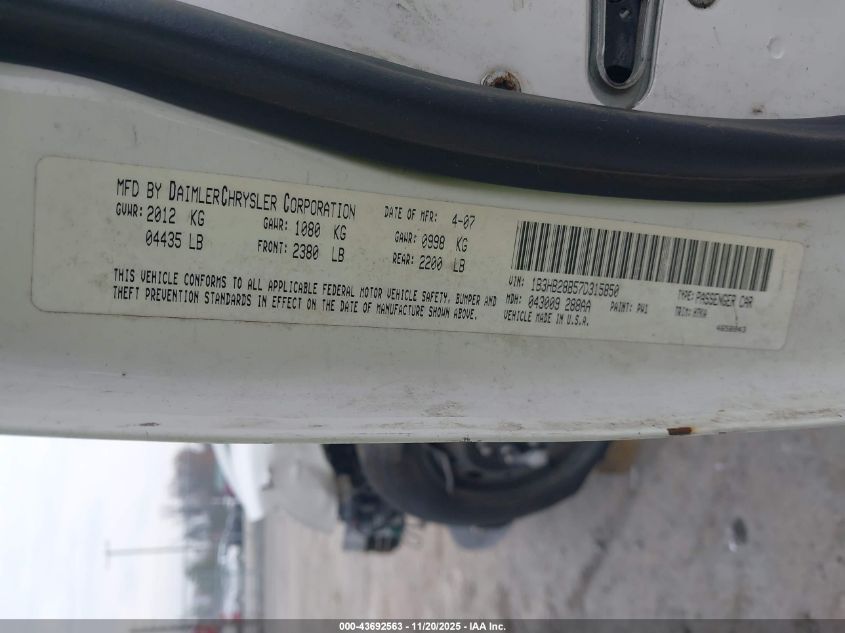 MFD BY DAIMLERCHRYSLER CORPORATION DATE OF MFR: 4-07
GVWR: 2012 KG GAWR: 1080 KG GAWR: 0998 KG
04435 LB FRONT: 2380 LB REAR: 2200 LB
THIS VEHICLE CONFORMS TO ALL APPLICABLE FEDERAL MOTOR VEHICLE SAFETY, BUMPER AND
THEFT PREVENTION STANDARDS IN EFFECT ON THE DATE OF MANUFACTURE SHOWN ABOVE.
VIN: 1B3HB28B57D315850 TYPE: PASSENGER CAR
MDH: 043009 288AA PAINT: PW1 TRIM:
VEHICLE MADE IN U.S.A.
000-43692563 - 11/20/2025 - IAA Inc.